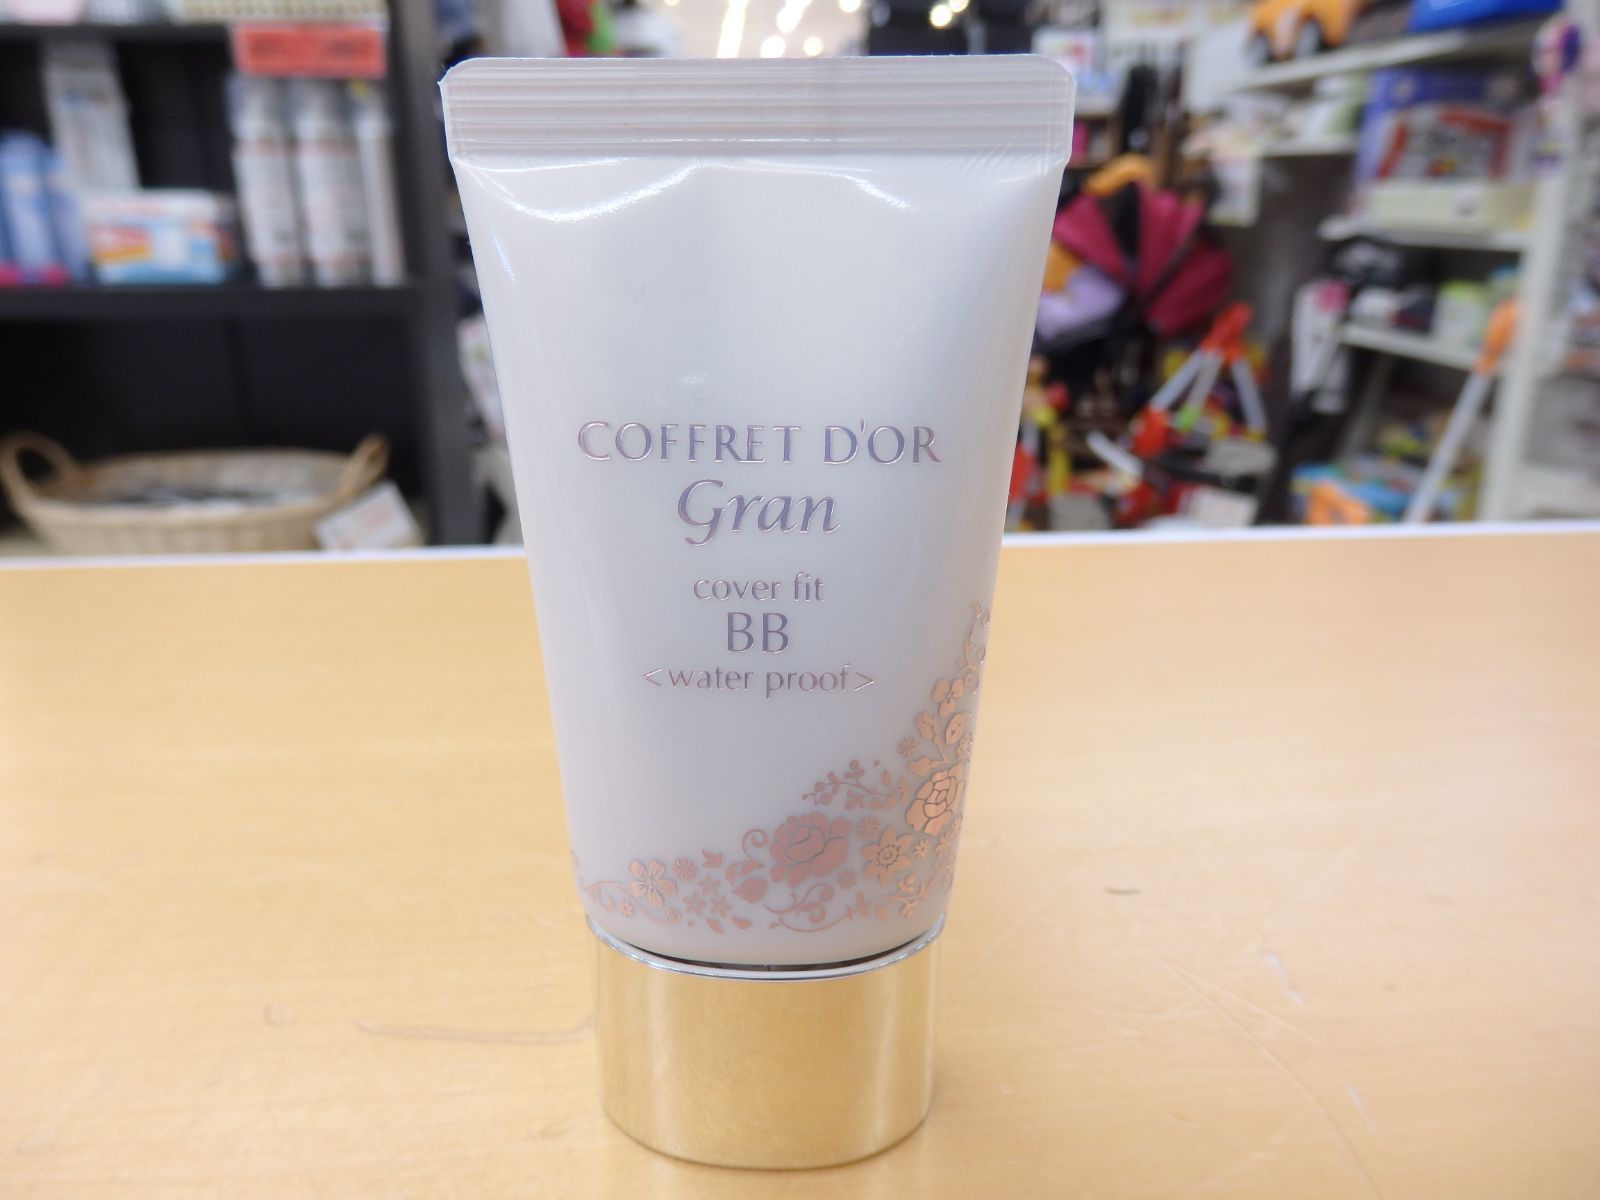 COFFRET D'OR
Gran
cover fit
BB
<water proof>